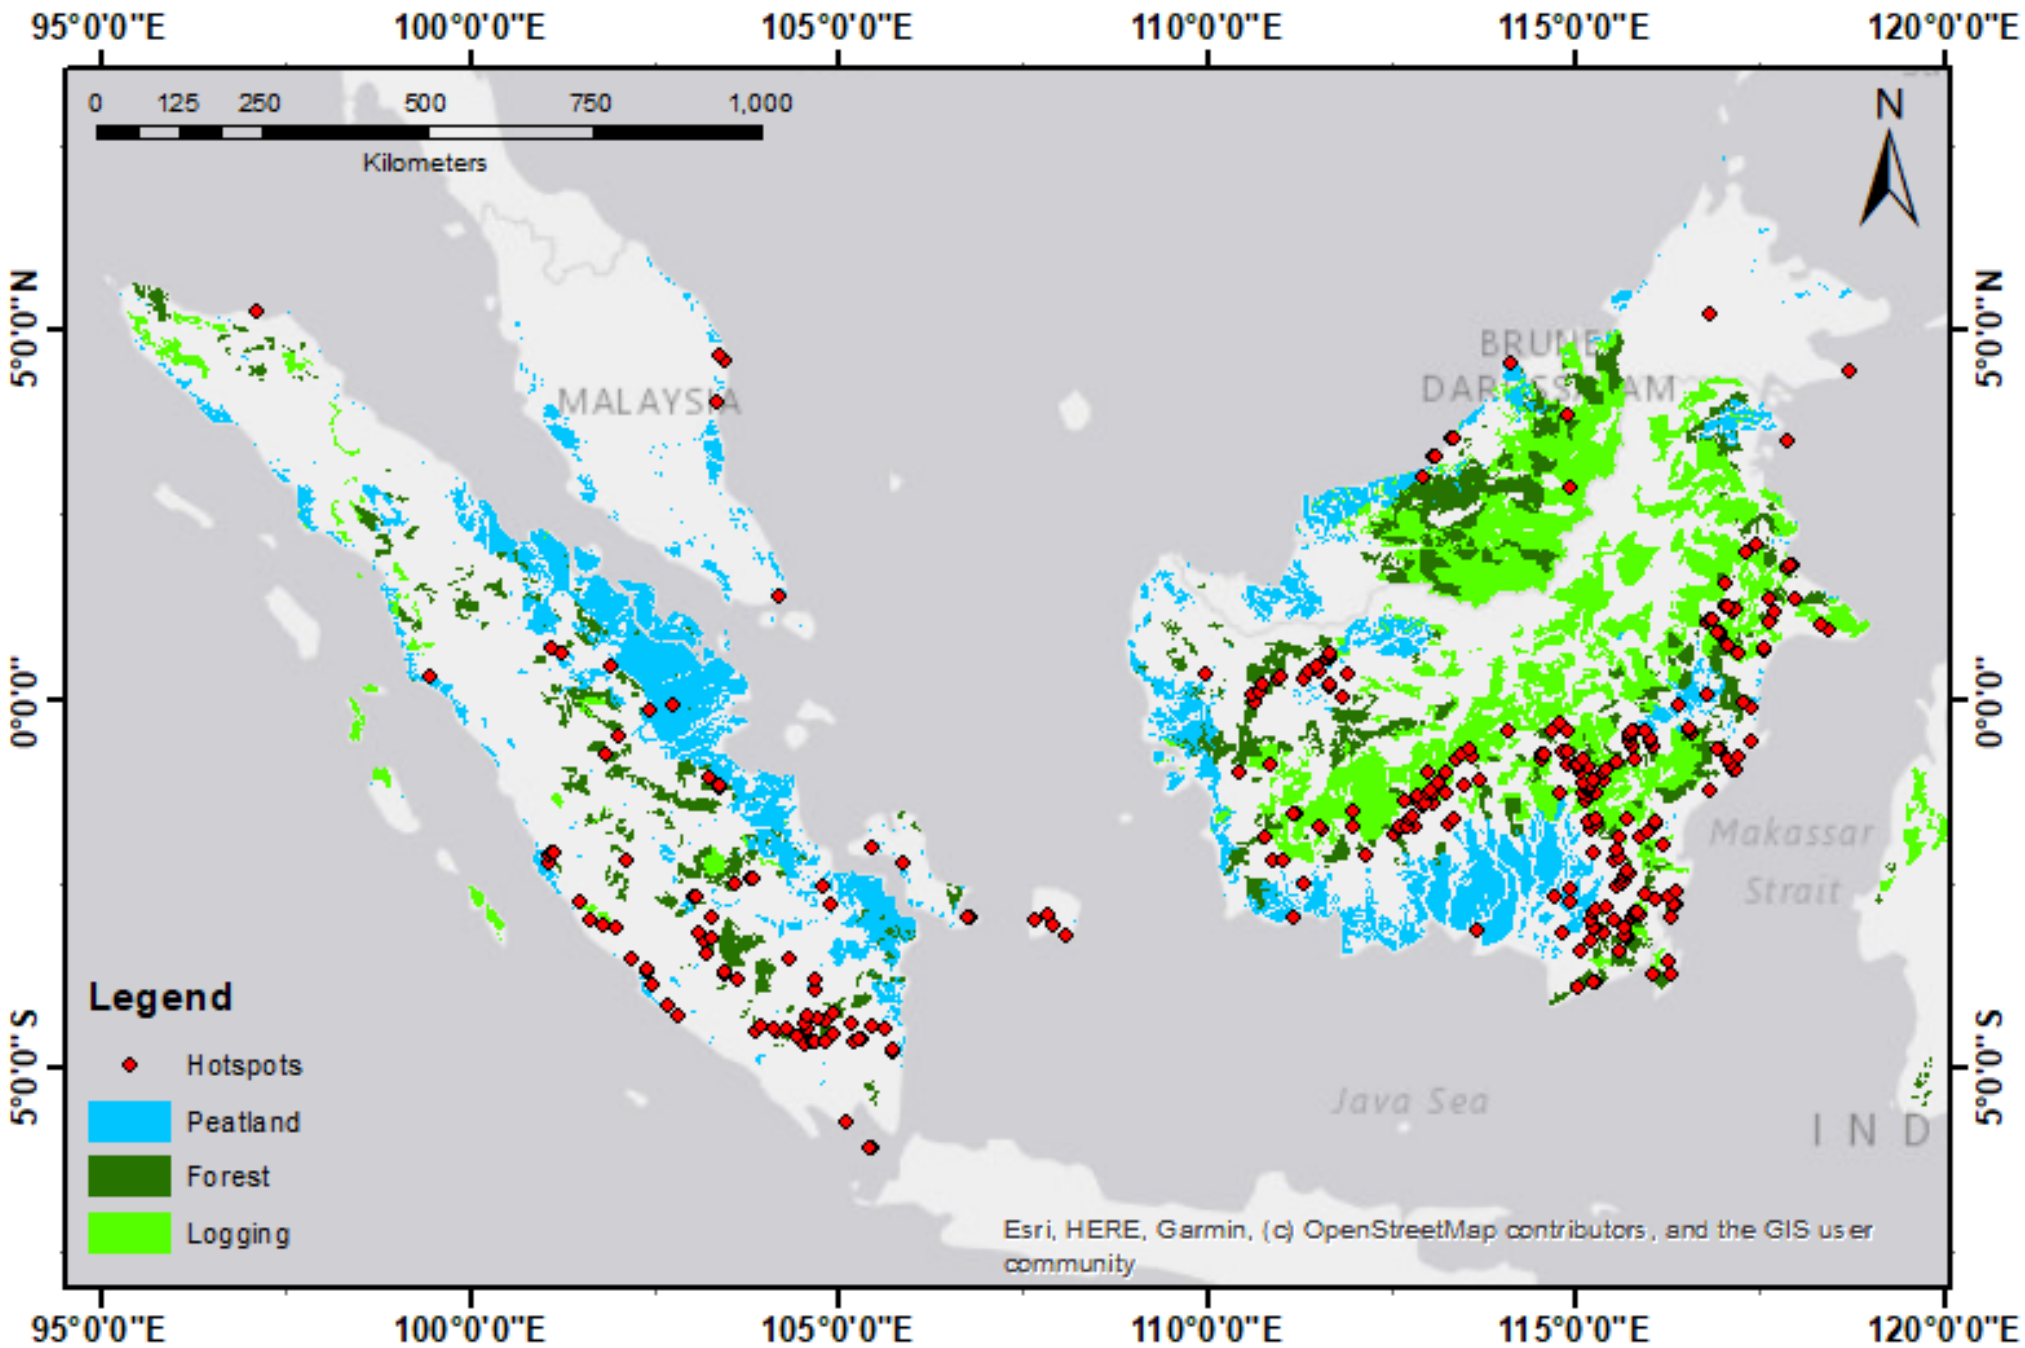 95°0'0"E 100°0'0"E 105°0'0"E 110°0'0"E 115°0'0"E 120°0'0"E
0 125 250 500 750 1,000
Kilometers
N
5°0'0"N
5°0'0"N
BRUNEI
DARUSSALAM
MALAYSIA
0°0'0"
0°0'0"
Makassar
Strait
Legend
Hotspots
Peatland
Forest
Logging
5°0'0"S
5°0'0"S
Java Sea
I N D
Esri, HERE, Garmin, (c) OpenStreetMap contributors, and the GIS user
community
95°0'0"E 100°0'0"E 105°0'0"E 110°0'0"E 115°0'0"E 120°0'0"E